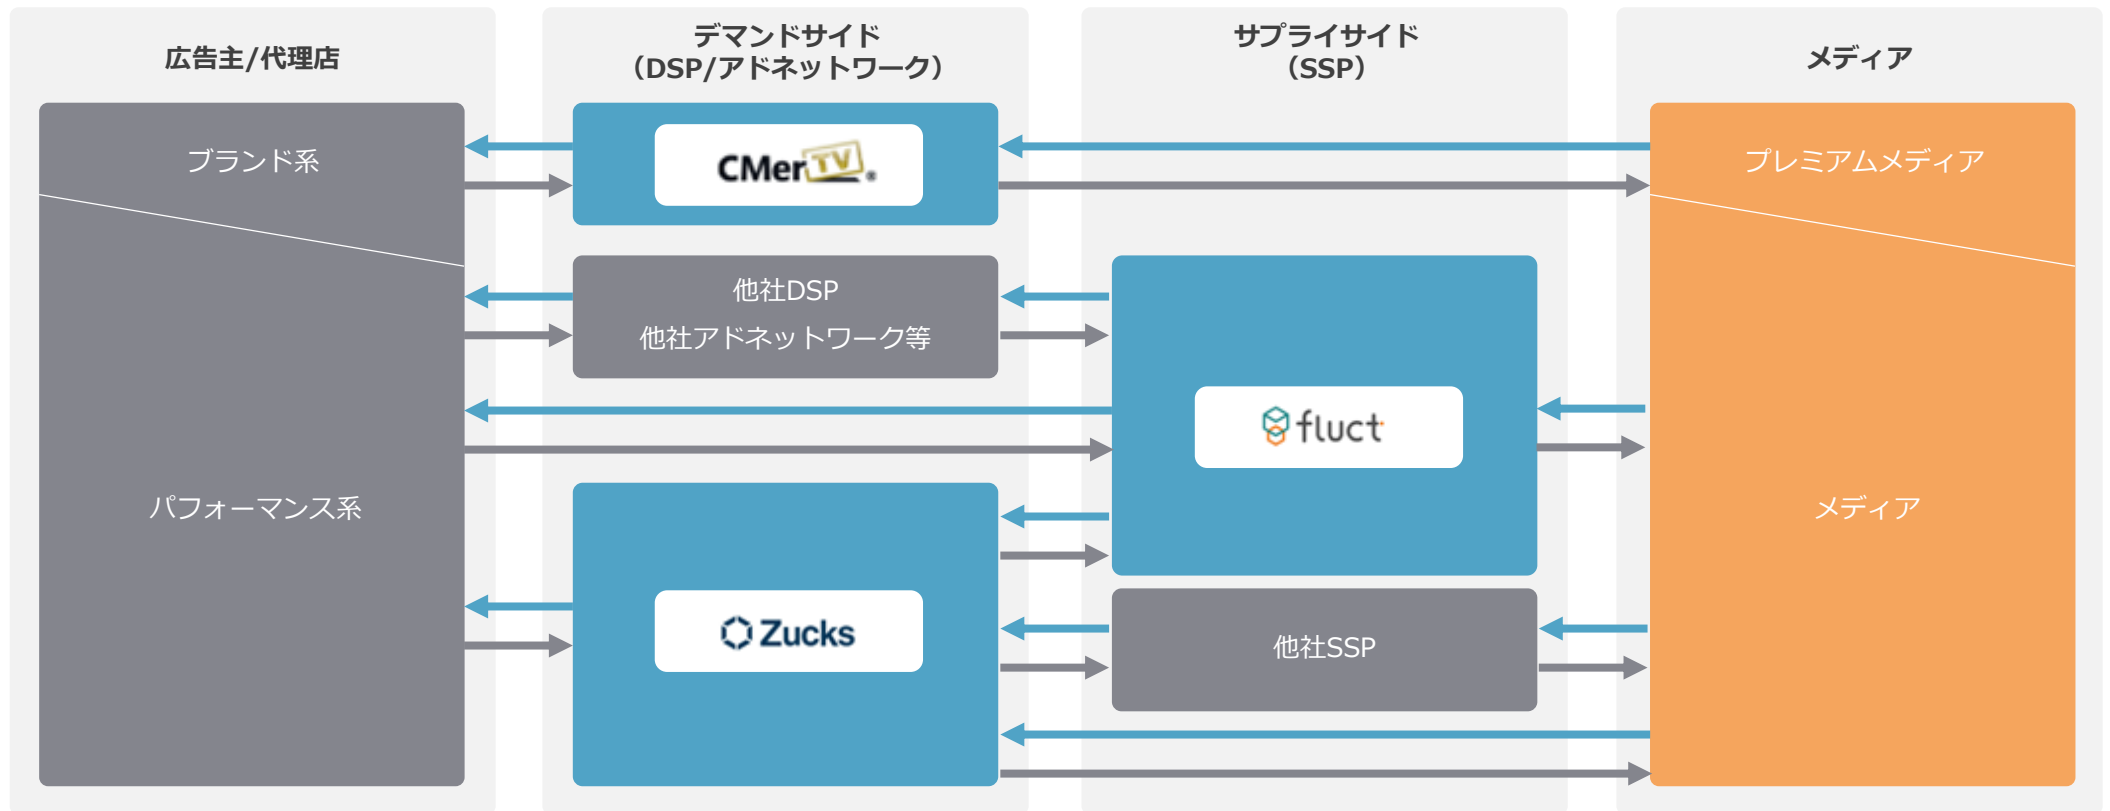 広告主/代理店
デマンドサイド
（DSP/アドネットワーク）
サプライサイド
（SSP）
メディア
ブランド系
パフォーマンス系
CMerTV®
他社DSP
他社アドネットワーク等
Zucks
fluct
他社SSP
プレミアムメディア
メディア